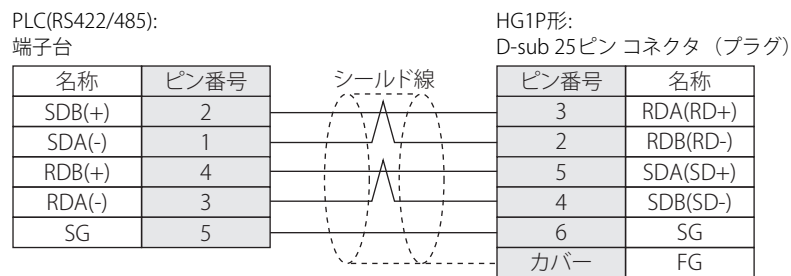 PLC(RS422/485): HG1P形:
端子台 D-sub 25ピン コネクタ（プラグ）
名称 ピン番号 シールド線 ピン番号 名称
SDB(+) 2 3 RDA(RD+)
SDA(-) 1 2 RDB(RD-)
RDB(+) 4 5 SDA(SD+)
RDA(-) 3 4 SDB(SD-)
SG 5 6 SG
カバー FG